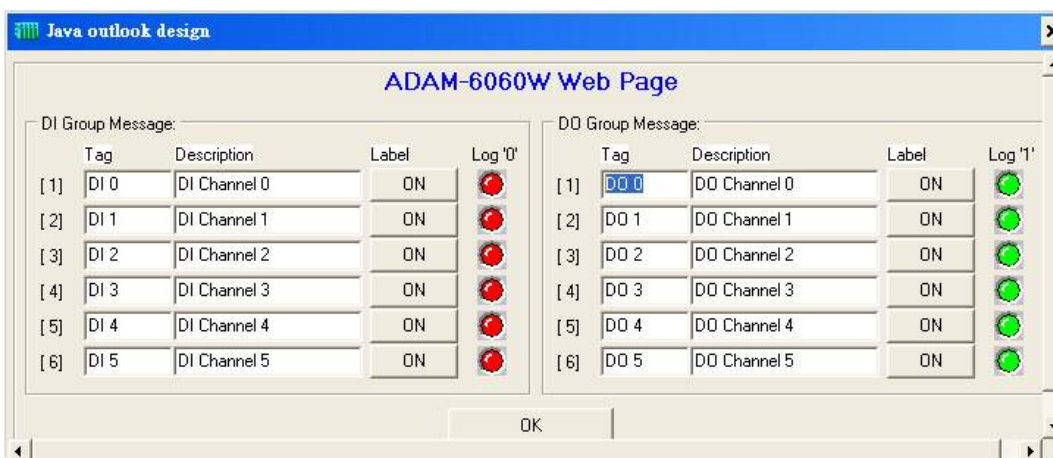 Java outlook design
ADAM-6060W Web Page
DI Group Message:
Tag Description Label Log '0'
[ 1] DI 0 DI Channel 0 ON
[ 2] DI 1 DI Channel 1 ON
[ 3] DI 2 DI Channel 2 ON
[ 4] DI 3 DI Channel 3 ON
[ 5] DI 4 DI Channel 4 ON
[ 6] DI 5 DI Channel 5 ON
DO Group Message:
Tag Description Label Log '1'
[ 1] DO 0 DO Channel 0 ON
[ 2] DO 1 DO Channel 1 ON
[ 3] DO 2 DO Channel 2 ON
[ 4] DO 3 DO Channel 3 ON
[ 5] DO 4 DO Channel 4 ON
[ 6] DO 5 DO Channel 5 ON
OK